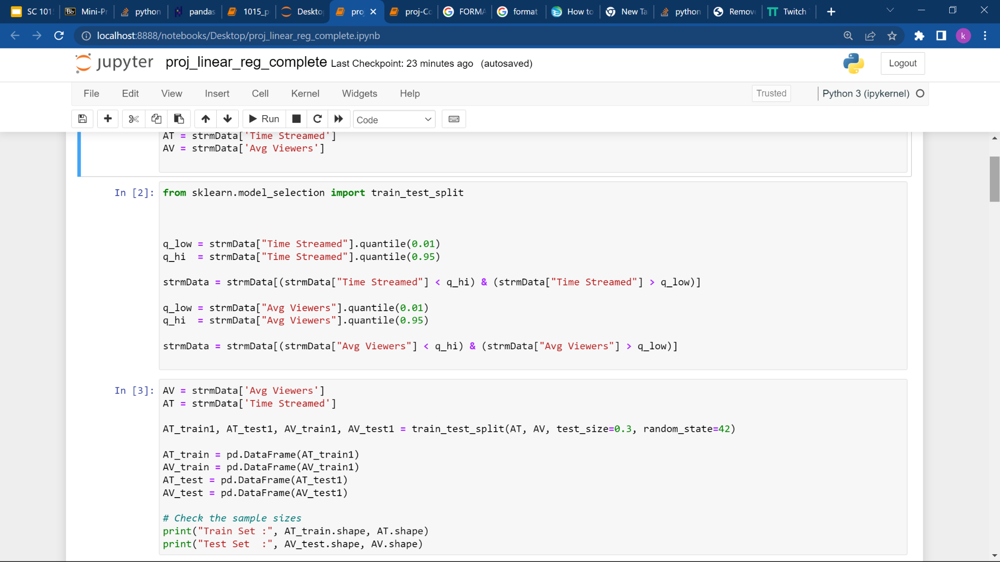 SC 101
Bb Mini-Pr
python
pandas
1015_p
Deskto
pro
proj-Co
FORMA
format
How to
New Ta
python
Remov
TT Twitch
localhost:8888/notebooks/Desktop/proj_linear_reg_complete.ipynb
k
jupyter proj_linear_reg_complete Last Checkpoint: 23 minutes ago (autosaved)
Logout
File Edit View Insert Cell Kernel Widgets Help
Trusted Python 3 (ipykernel)
Run Code
AT = strmData['Time Streamed']
AV = strmData['Avg Viewers']
In [2]: from sklearn.model_selection import train_test_split
q_low = strmData["Time Streamed"].quantile(0.01)
q_hi  = strmData["Time Streamed"].quantile(0.95)
strmData = strmData[(strmData["Time Streamed"] < q_hi) & (strmData["Time Streamed"] > q_low)]
q_low = strmData["Avg Viewers"].quantile(0.01)
q_hi  = strmData["Avg Viewers"].quantile(0.95)
strmData = strmData[(strmData["Avg Viewers"] < q_hi) & (strmData["Avg Viewers"] > q_low)]
In [3]: AV = strmData['Avg Viewers']
AT = strmData['Time Streamed']
AT_train1, AT_test1, AV_train1, AV_test1 = train_test_split(AT, AV, test_size=0.3, random_state=42)
AT_train = pd.DataFrame(AT_train1)
AV_train = pd.DataFrame(AV_train1)
AT_test = pd.DataFrame(AT_test1)
AV_test = pd.DataFrame(AV_test1)
# Check the sample sizes
print("Train Set :", AT_train.shape, AT.shape)
print("Test Set  :", AV_test.shape, AV.shape)